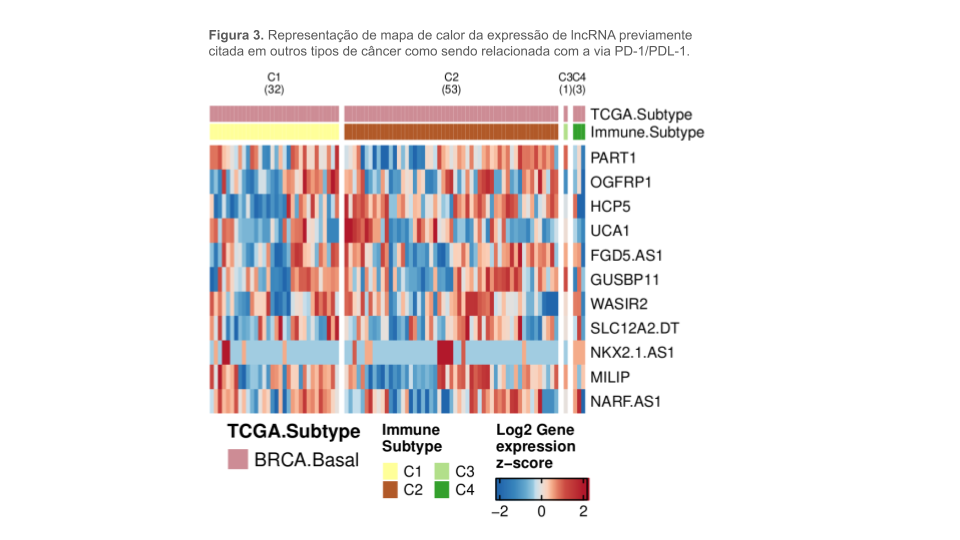 Figura 3. Representação de mapa de calor da expressão de lncRNA previamente
citada em outros tipos de câncer como sendo relacionada com a via PD-1/PDL-1.
C1 C2 C3C4
(32) (53) (1)(3)
TCGA.Subtype
Immune.Subtype
PART1
OGFRP1
HCP5
UCA1
FGD5.AS1
GUSBP11
WASIR2
SLC12A2.DT
NKX2.1.AS1
MILIP
NARF.AS1
TCGA.Subtype
BRCA.Basal
Immune
Subtype
C1 C3
C2 C4
Log2 Gene
expression
z−score
−2 0 2